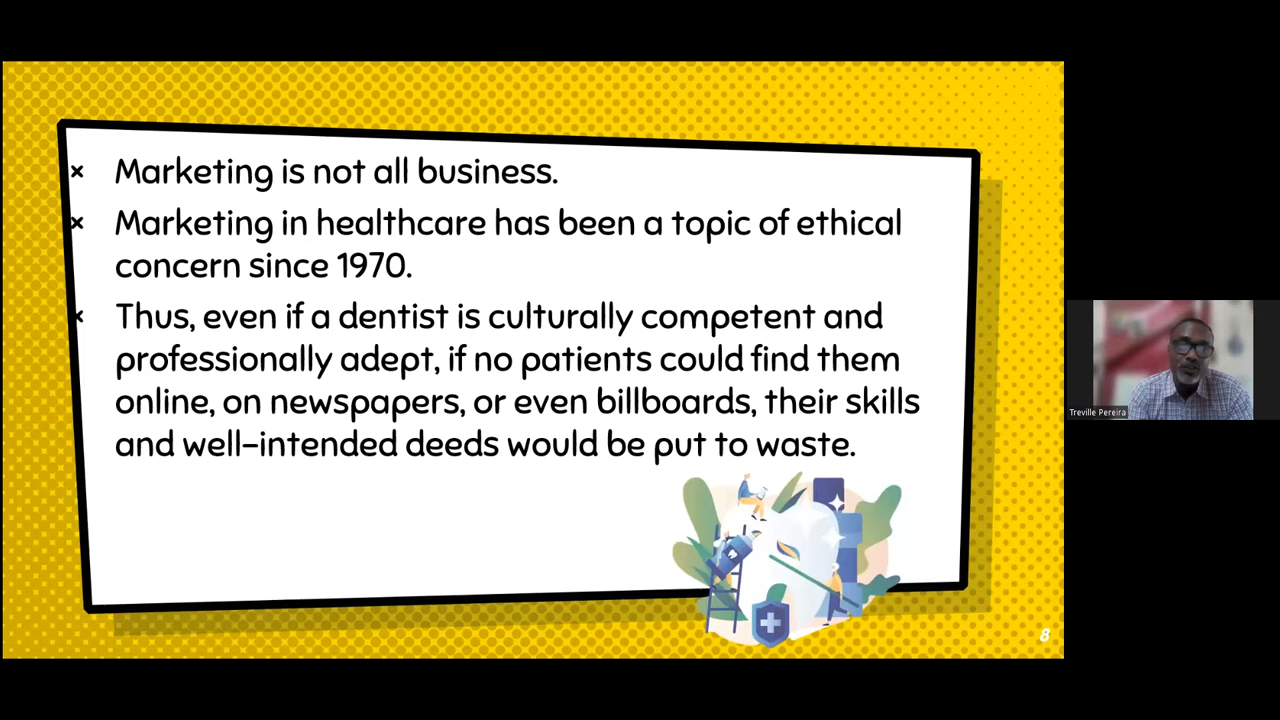 × Marketing is not all business.
× Marketing in healthcare has been a topic of ethical
concern since 1970.
× Thus, even if a dentist is culturally competent and
professionally adept, if no patients could find them
online, on newspapers, or even billboards, their skills
and well-intended deeds would be put to waste.
8
Treville Pereira